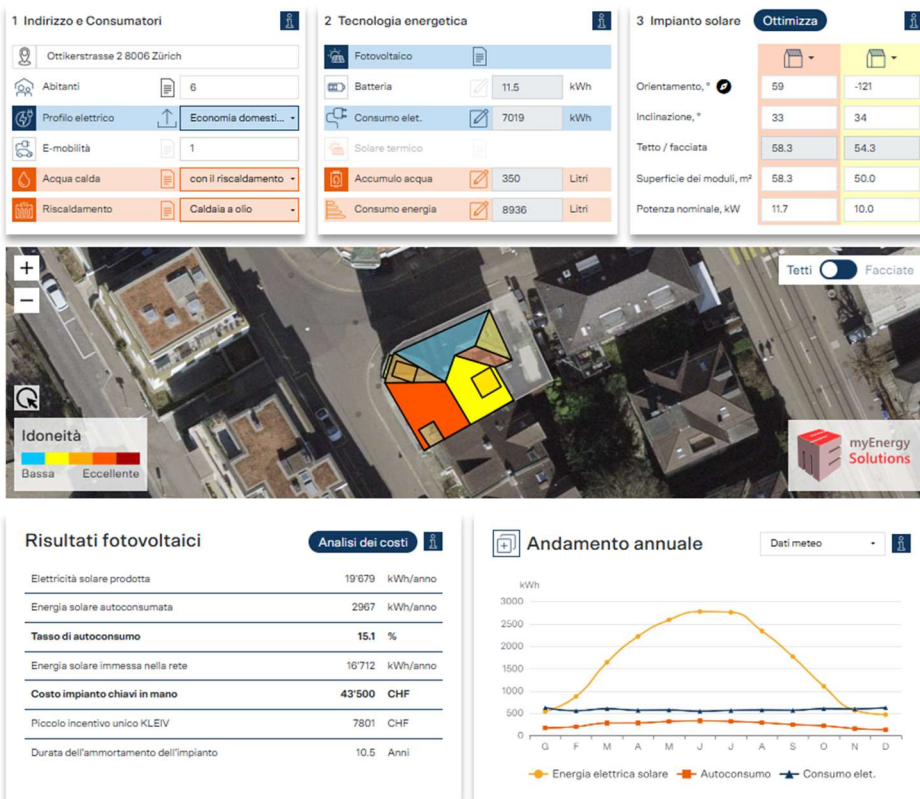 1 Indirizzo e Consumatori
Ottikerstrasse 2 8006 Zürich
Abitanti 6
Profilo elettrico Economia domesti...
E-mobilità 1
Acqua calda con il riscaldamento
Riscaldamento Caldaia a olio
2 Tecnologia energetica
Fotovoltaico
Batteria 11.5 kWh
Consumo elet. 7019 kWh
Solare termico
Accumulo acqua 350 Litri
Consumo energia 8936 Litri
3 Impianto solare Ottimizza
Orientamento, ° 59 -121
Inclinazione, ° 33 34
Tetto / facciata 58.3 54.3
Superficie dei moduli, m² 58.3 50.0
Potenza nominale, kW 11.7 10.0
+
−
Tetti Facciate
Idoneità
Bassa Eccellente
myEnergy
Solutions
Risultati fotovoltaici Analisi dei costi
Elettricità solare prodotta 19'679 kWh/anno
Energia solare autoconsumata 2967 kWh/anno
Tasso di autoconsumo 15.1 %
Energia solare immessa nella rete 16'712 kWh/anno
Costo impianto chiavi in mano 43'500 CHF
Piccolo incentivo unico KLEIV 7801 CHF
Durata dell'ammortamento dell'impianto 10.5 Anni
Andamento annuale Dati meteo
kWh
3000
2500
2000
1500
1000
500
0
G F M A M J J A S O N D
Energia elettrica solare Autoconsumo Consumo elet.